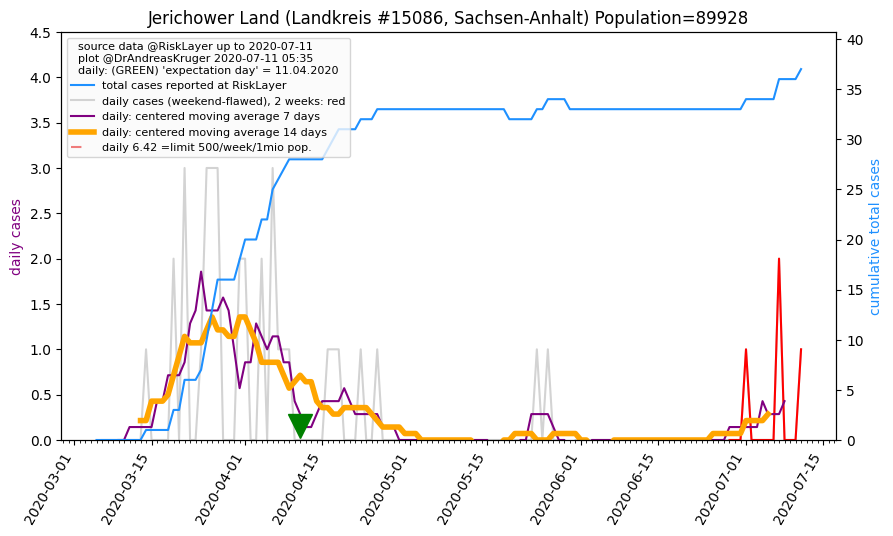 Jerichower Land (Landkreis #15086, Sachsen-Anhalt) Population=89928
source data @RiskLayer up to 2020-07-11
plot @DrAndreasKruger 2020-07-11 05:35
daily: (GREEN) 'expectation day' = 11.04.2020
total cases reported at RiskLayer
daily cases (weekend-flawed), 2 weeks: red
daily: centered moving average 7 days
daily: centered moving average 14 days
daily 6.42 =limit 500/week/1mio pop.
daily cases
4.5
4.0
3.5
3.0
2.5
2.0
1.5
1.0
0.5
0.0
40
35
30
25
20
15
10
5
0
cumulative total cases
2020-03-01
2020-03-15
2020-04-01
2020-04-15
2020-05-01
2020-05-15
2020-06-01
2020-06-15
2020-07-01
2020-07-15